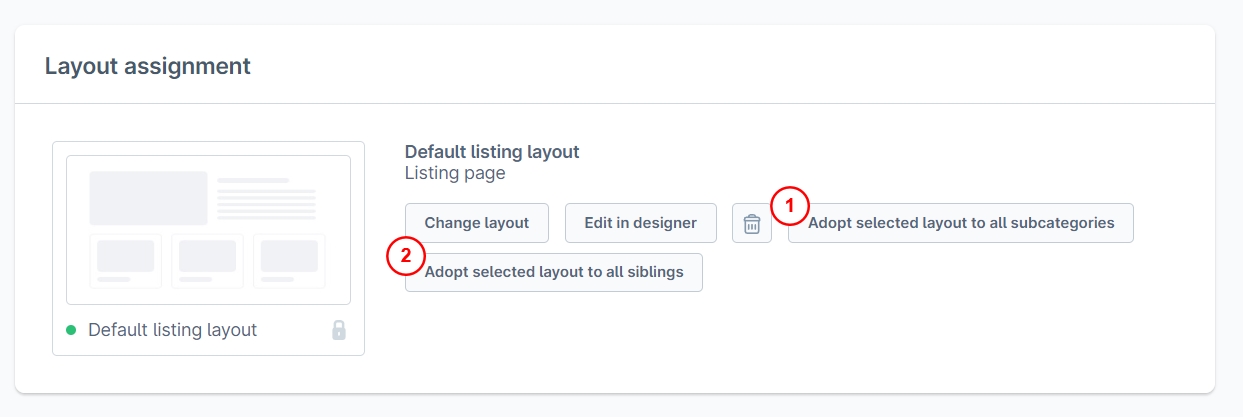 Layout assignment
Default listing layout
Listing page
Change layout
Edit in designer
1
Adopt selected layout to all subcategories
2
Adopt selected layout to all siblings
Default listing layout